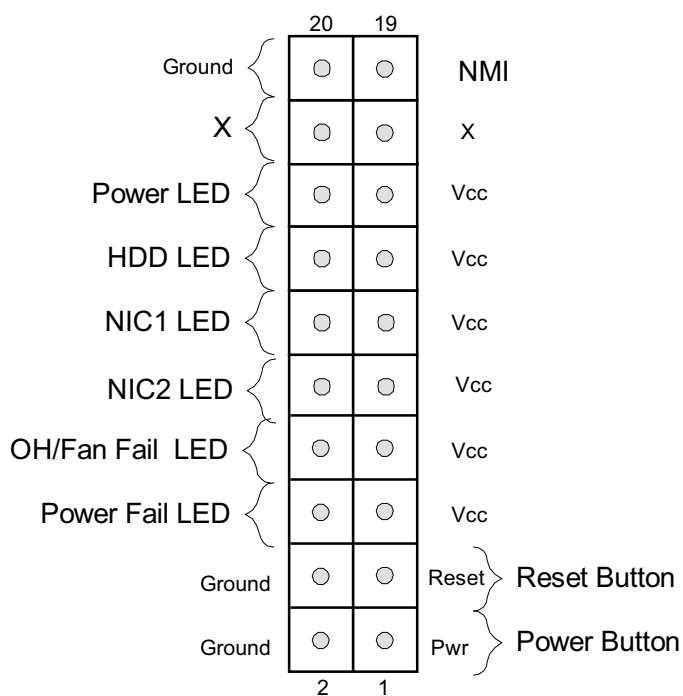 20 19
Ground NMI
X X
Power LED Vcc
HDD LED Vcc
NIC1 LED Vcc
NIC2 LED Vcc
OH/Fan Fail LED Vcc
Power Fail LED Vcc
Ground Reset Reset Button
Ground Pwr Power Button
2 1